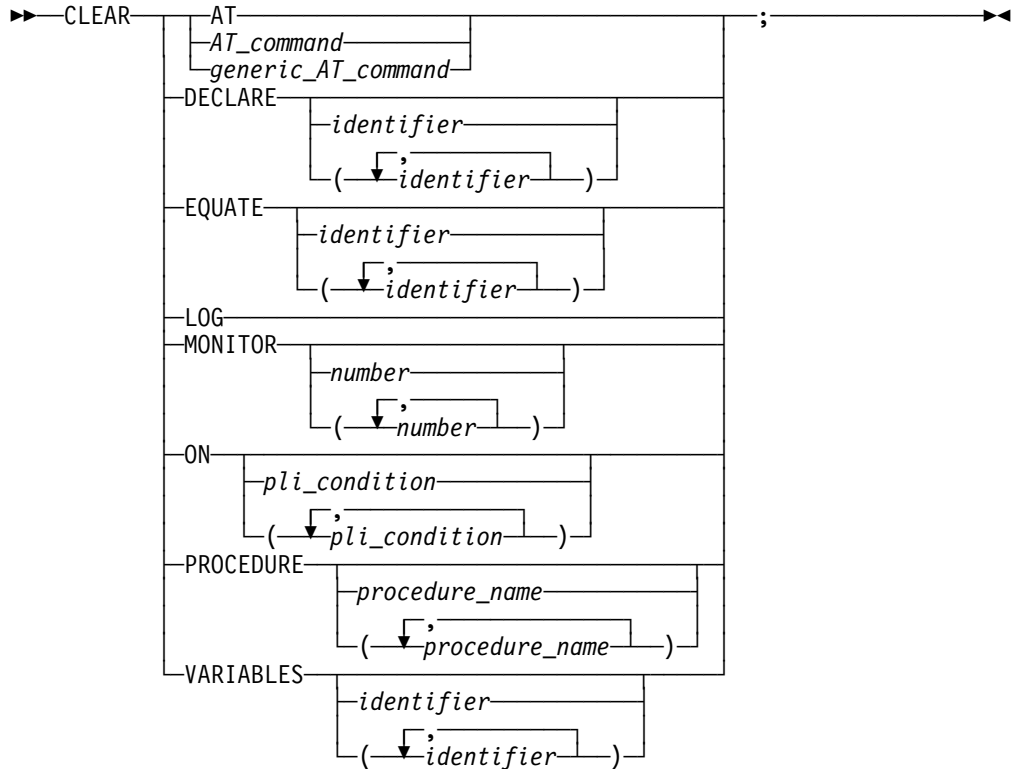 CLEAR AT ;
AT_command
generic_AT_command
DECLARE
identifier
,
( identifier )
EQUATE
identifier
,
( identifier )
LOG
MONITOR
number
,
( number )
ON
pli_condition
,
( pli_condition )
PROCEDURE
procedure_name
,
( procedure_name )
VARIABLES
identifier
,
( identifier )